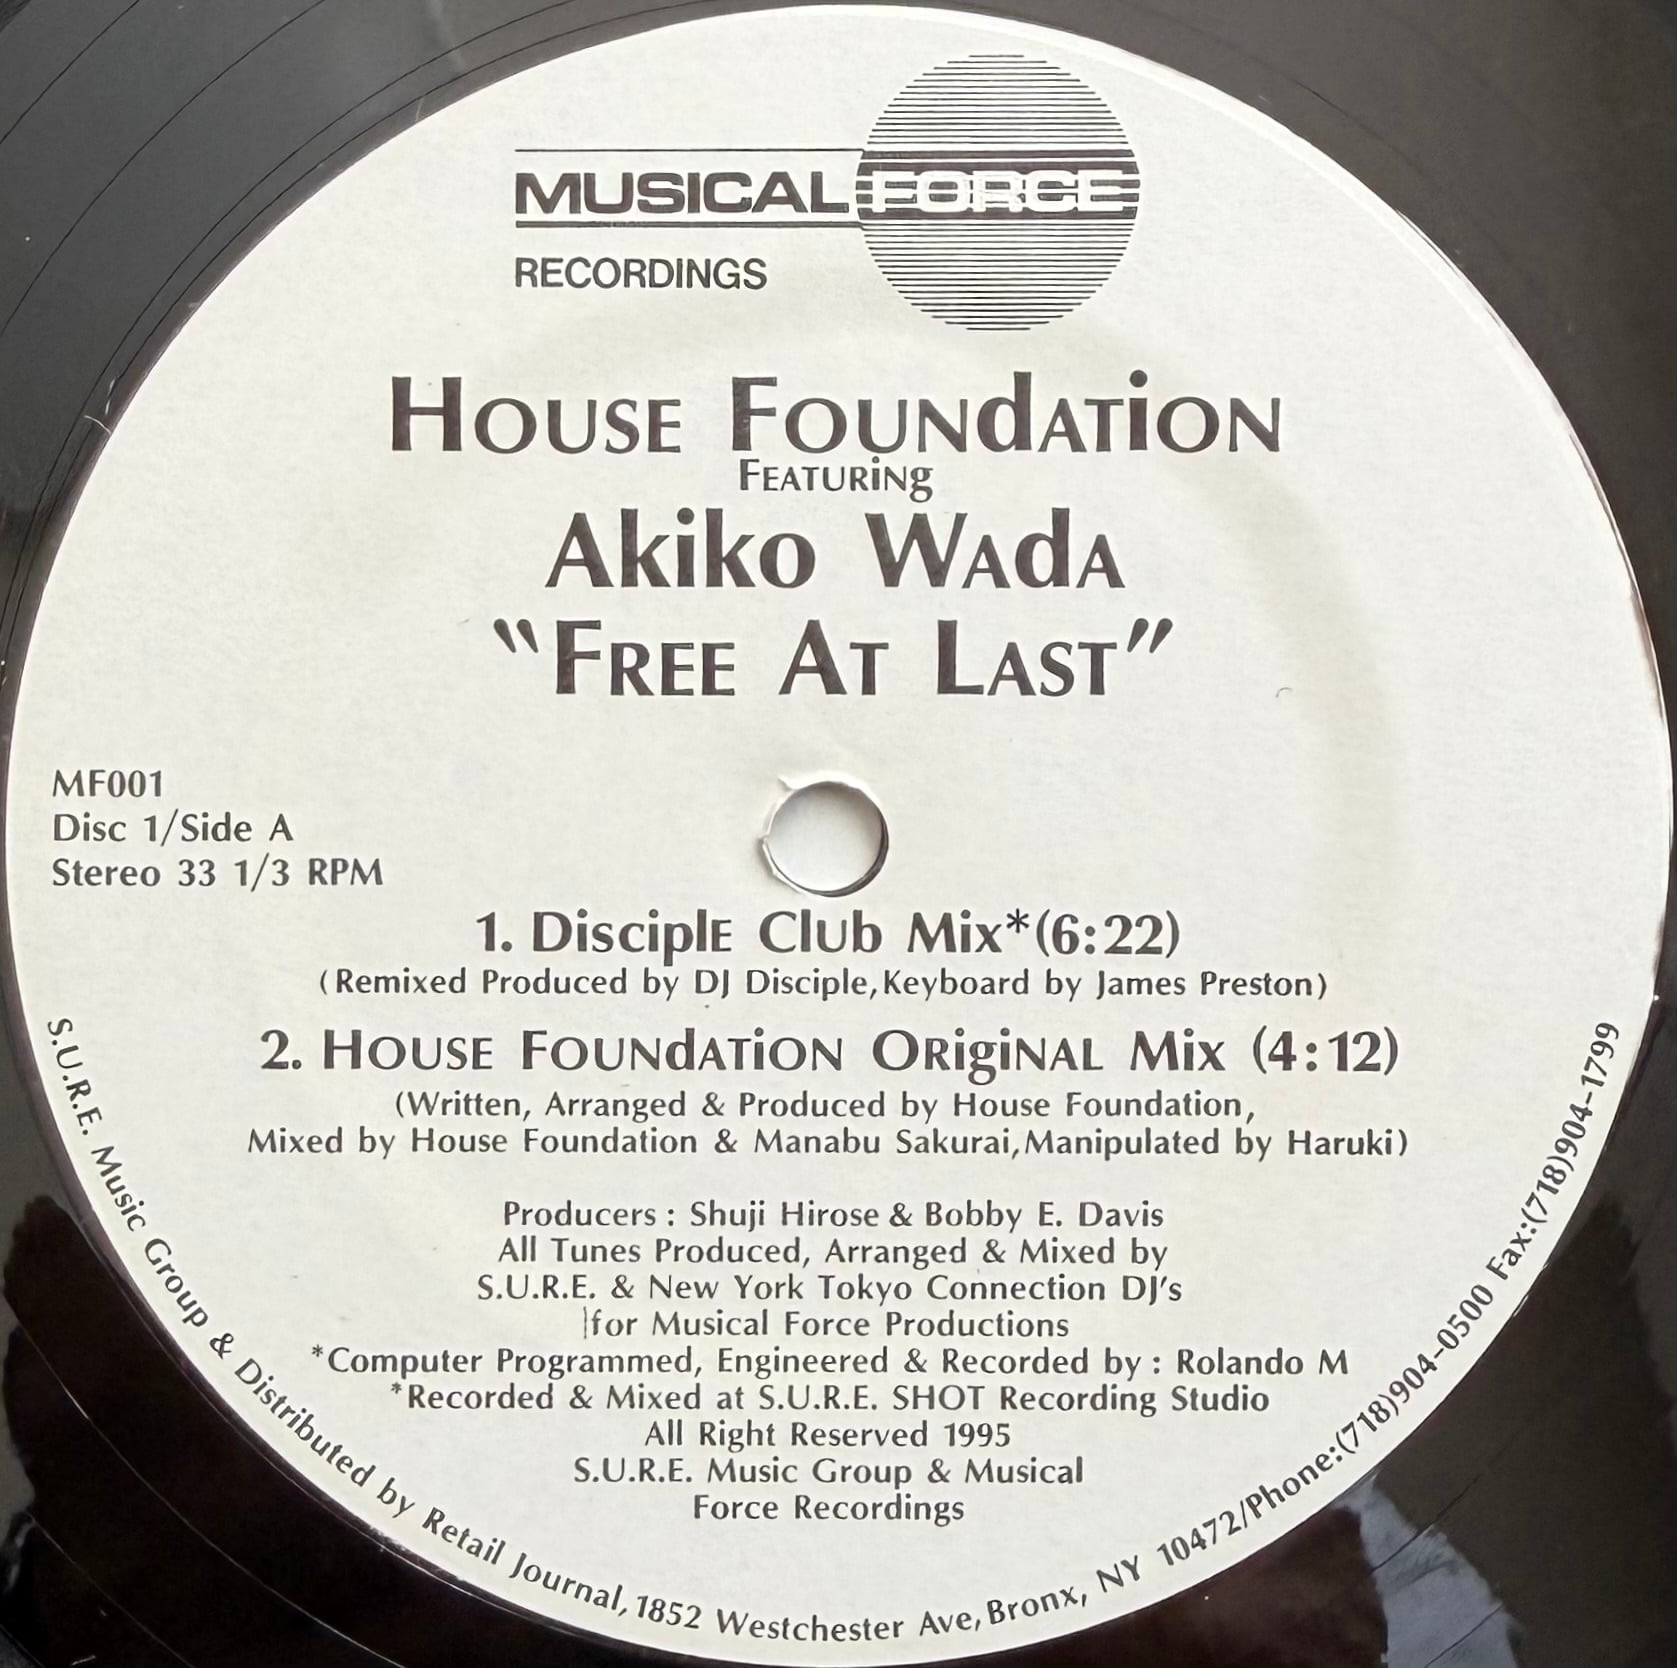 MUSICAL FORCE
RECORDINGS
HOUSE FOUNdATiON
FEATURiNg
Akiko WAdA
"FREE AT LAST"
MF001
Disc 1/Side A
Stereo 33 1/3 RPM
1. DisciplE Club Mix*(6:22)
(Remixed Produced by DJ Disciple,Keyboard by James Preston)
2. HOUSE FOUNdATiON ORigiNAL Mix (4:12)
(Written, Arranged & Produced by House Foundation,
Mixed by House Foundation & Manabu Sakurai,Manipulated by Haruki)
Producers : Shuji Hirose & Bobby E. Davis
All Tunes Produced, Arranged & Mixed by
S.U.R.E. & New York Tokyo Connection DJ's
for Musical Force Productions
*Computer Programmed, Engineered & Recorded by : Rolando M
*Recorded & Mixed at S.U.R.E. SHOT Recording Studio
All Right Reserved 1995
S.U.R.E. Music Group & Musical
Force Recordings
S.U.R.E. Music Group & Distributed by Retail Journal, 1852 Westchester Ave, Bronx, NY 10472/Phone:(718)904-0500 Fax:(718)904-1799